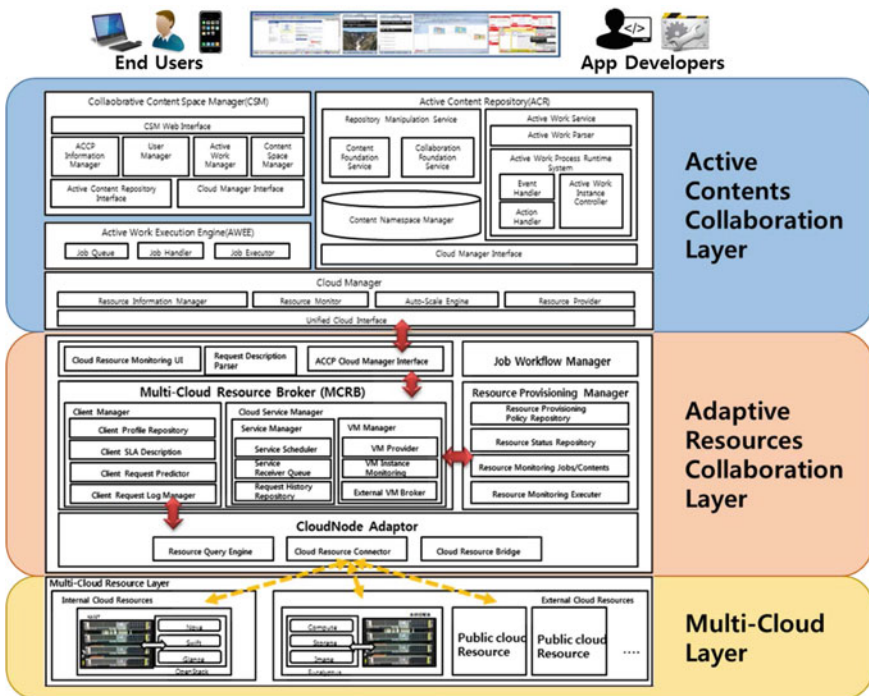 End Users
App Developers
Collaobrative Content Space Manager(CSM)
CSM Web Interface
ACCP
Information
Manager
User
Manager
Active
Work
Manager
Content
Space
Manager
Active Content Repository
Interface
Cloud Manager Interface
Active Work Execution Engine(AWEE)
Job Queue
Job Handler
Job Executor
Active Content Repository(ACR)
Repository Manipulation Service
Content
Foundation
Service
Collaboration
Foundation
Service
Content Namespace Manager
Active Work Service
Active Work Parser
Active Work Process Runtime
System
Event
Handler
Action
Handler
Active Work
Instance
Controller
Cloud Manager Interface
Cloud Manager
Resource Information Manager
Resource Monitor
Auto-Scale Engine
Resource Provider
Unified Cloud Interface
Active
Contents
Collaboration
Layer
Cloud Resource Monitoring UI
Request Description
Parser
ACCP Cloud Manager Interface
Job Workflow Manager
Multi-Cloud Resource Broker (MCRB)
Client Manager
Client Profile Repository
Client SLA Description
Client Request Predictor
Client Request Log Manager
Cloud Service Manager
Service Manager
Service Scheduler
Service
Receiver Queue
Request History
Repository
VM Manager
VM Provider
VM Instance
Monitoring
External VM Broker
Resource Provisioning Manager
Resource Provisioning
Policy Repository
Resource Status Repository
Resource Monitoring Jobs/Contents
Resource Monitoring Executer
CloudNode Adaptor
Resource Query Engine
Cloud Resource Connector
Cloud Resource Bridge
Adaptive
Resources
Collaboration
Layer
Multi-Cloud Resource Layer
Internal Cloud Resources
Nova
Swift
Glance
OpenStack
External Cloud Resources
Compute
Storage
Image
Eucalyptus
Public cloud
Resource
Public cloud
Resource
....
Multi-Cloud
Layer